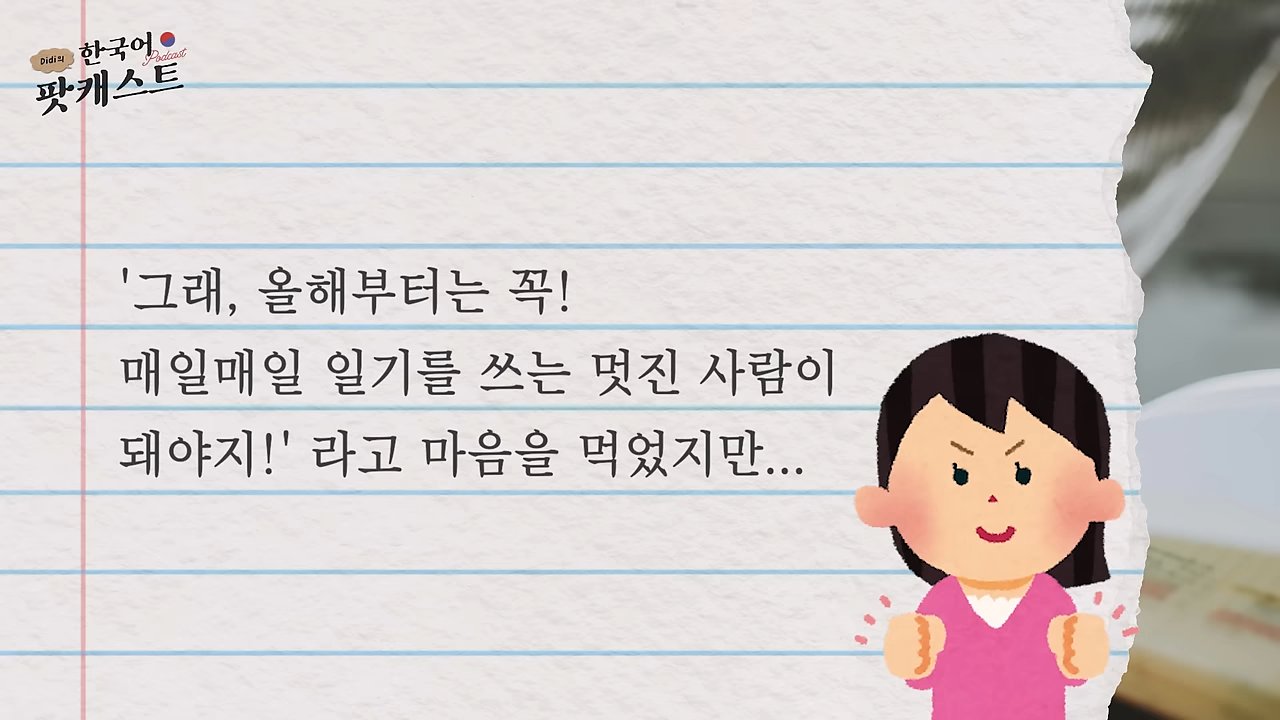 Didi의
한국어
Podcast
팟캐스트
'그래, 올해부터는 꼭!
매일매일 일기를 쓰는 멋진 사람이
돼야지!' 라고 마음을 먹었지만...